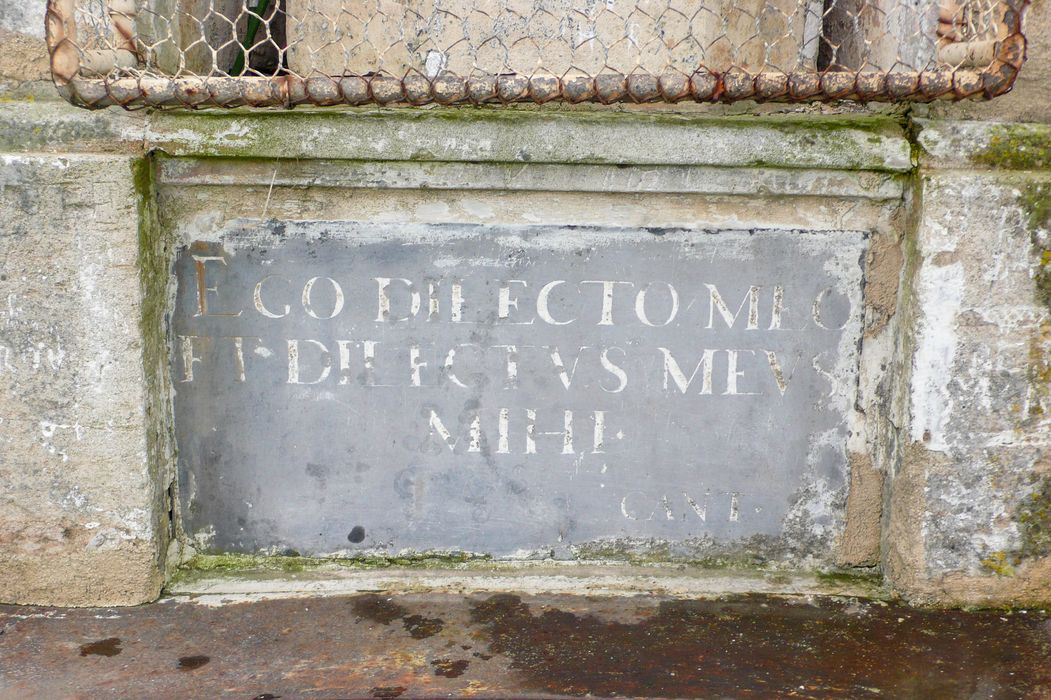 EGO DILECTO MEO
ET DILECTVS MEVS
MIHI·
CANT·